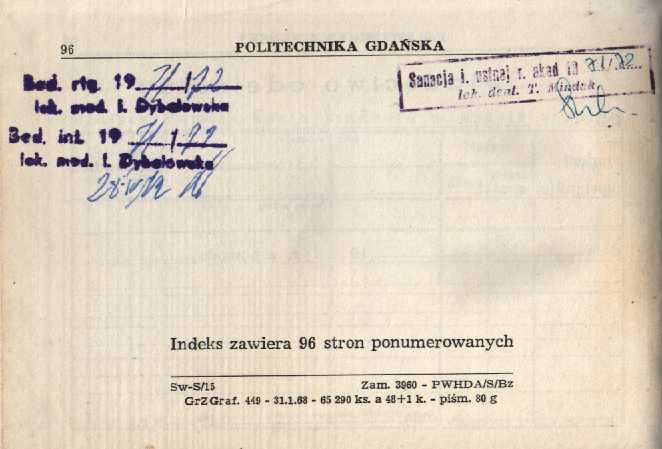 96
POLITECHNIKA GDAŃSKA
Bad. rtg. 19 71/72
lek. med. I. Dybałowska
Bad. int. 19 71/72
lek. med. I. Dybałowska
Sanacja j. ustnej r. akad 19 71/72
lek. dent. T. Mindak
Indeks zawiera 96 stron ponumerowanych
Sw-S/15
Zam. 3960 - PWHDA/S/Bz
GrZGraf. 449 - 31.1.68 - 65 290 ks. a 48+1 k. - piśm. 80 g